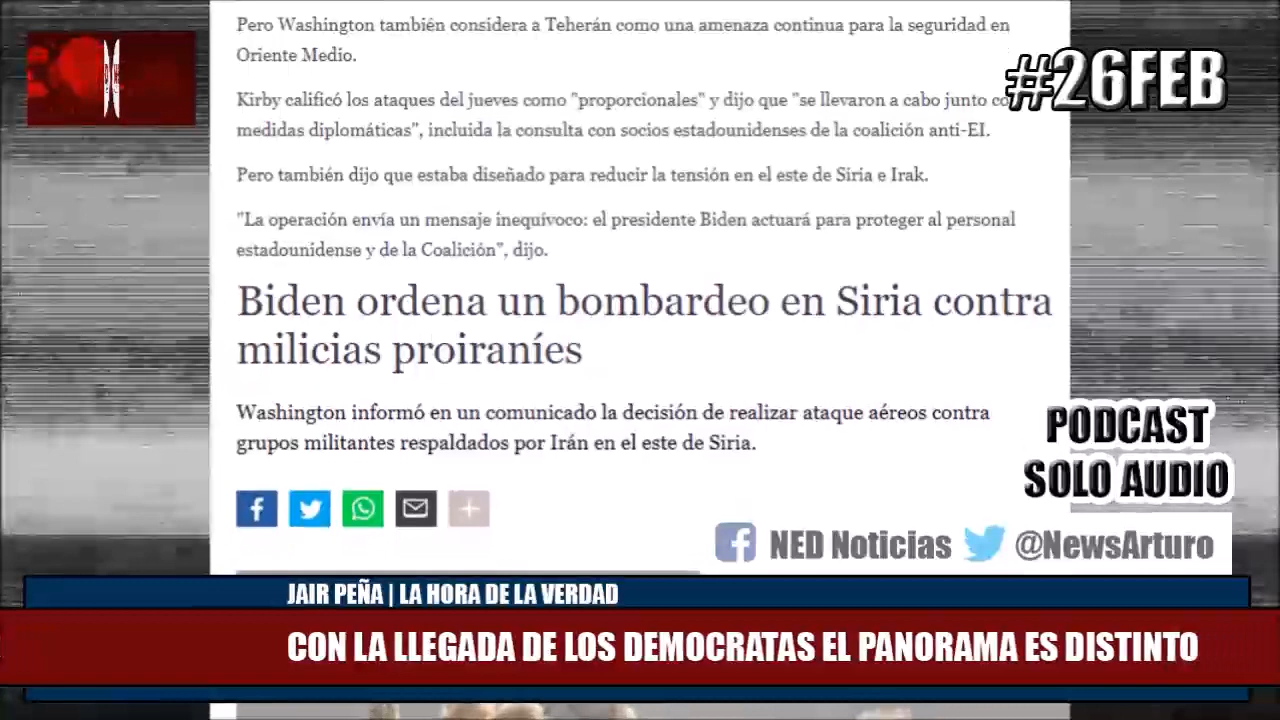 Pero Washington también considera a Teherán como una amenaza continua para la seguridad en
Oriente Medio.
#26FEB
Kirby calificó los ataques del jueves como "proporcionales" y dijo que "se llevaron a cabo junto co
medidas diplomáticas", incluida la consulta con socios estadounidenses de la coalición anti-EI.
Pero también dijo que estaba diseñado para reducir la tensión en el este de Siria e Irak.
"La operación envía un mensaje inequívoco: el presidente Biden actuará para proteger al personal
estadounidense y de la Coalición", dijo.
Biden ordena un bombardeo en Siria contra
milicias proiraníes
Washington informó en un comunicado la decisión de realizar ataque aéreos contra
grupos militantes respaldados por Irán en el este de Siria.
PODCAST
SOLO AUDIO
NED Noticias @NewsArturo
JAIR PEÑA | LA HORA DE LA VERDAD
CON LA LLEGADA DE LOS DEMOCRATAS EL PANORAMA ES DISTINTO